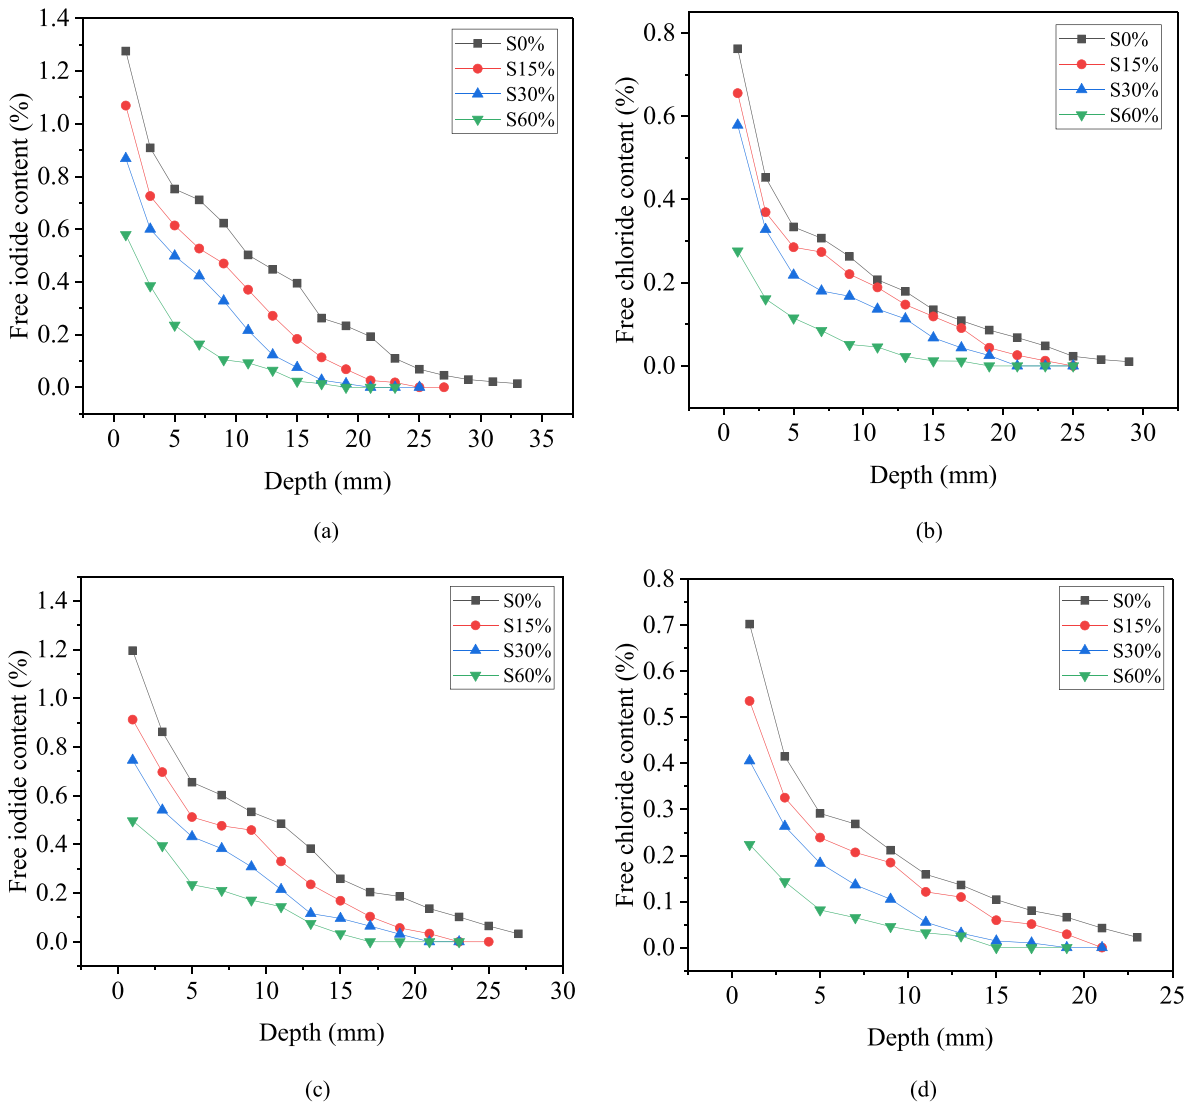 1.4
1.2
1.0
0.8
0.6
0.4
0.2
0.0
Free iodide content (%)
S0%
S15%
S30%
S60%
0 5 10 15 20 25 30 35
Depth (mm)
(a)
0.8
0.6
0.4
0.2
0.0
Free chloride content (%)
S0%
S15%
S30%
S60%
0 5 10 15 20 25 30
Depth (mm)
(b)
1.4
1.2
1.0
0.8
0.6
0.4
0.2
0.0
Free iodide content (%)
S0%
S15%
S30%
S60%
0 5 10 15 20 25 30
Depth (mm)
(c)
0.8
0.7
0.6
0.5
0.4
0.3
0.2
0.1
0.0
Free chloride content (%)
S0%
S15%
S30%
S60%
0 5 10 15 20 25
Depth (mm)
(d)